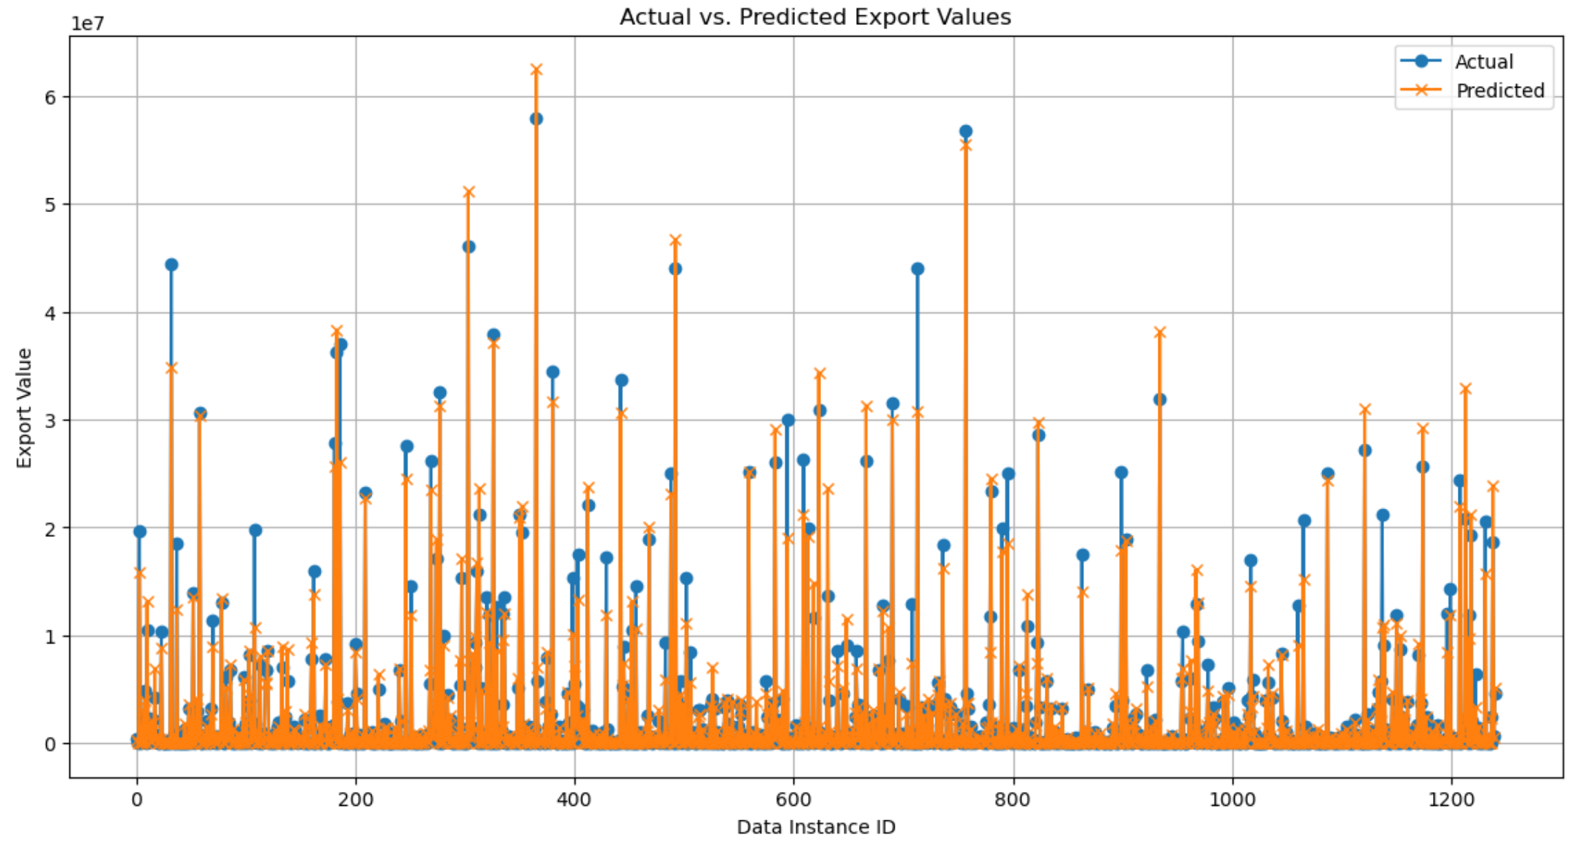 Actual vs. Predicted Export Values
1e7
Actual
Predicted
6
5
4
3
2
1
0
Export Value
0 200 400 600 800 1000 1200
Data Instance ID